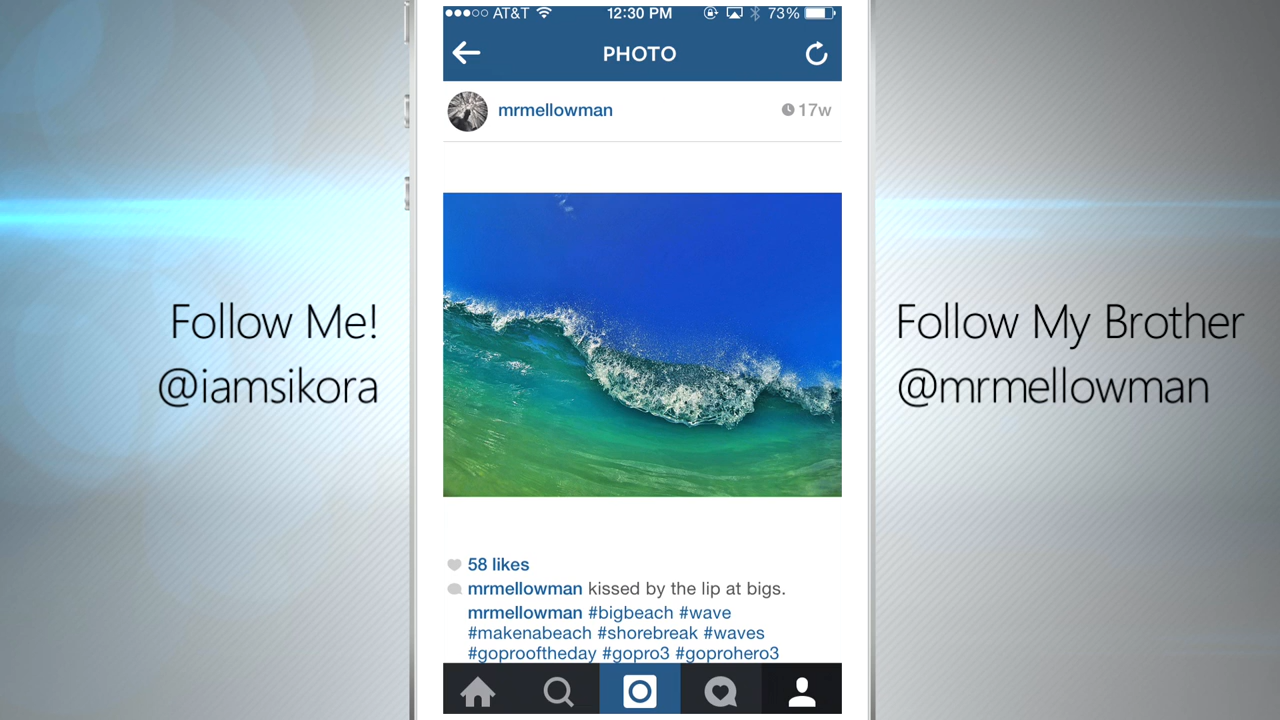 AT&T 12:30 PM 73%
PHOTO
mrmellowman 17w
Follow Me!
@iamsikora
Follow My Brother
@mrmellowman
58 likes
mrmellowman kissed by the lip at bigs.
mrmellowman #bigbeach #wave
#makenabeach #shorebreak #waves
#goprooftheday #gopro3 #goprohero3